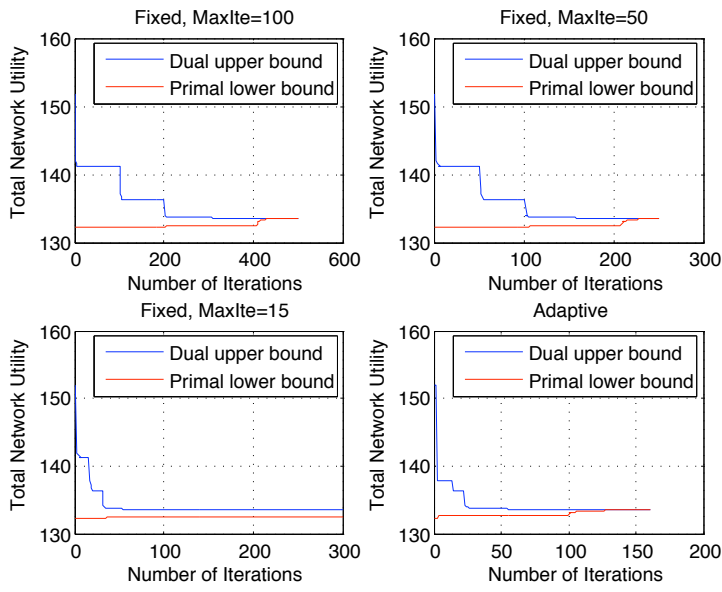 Fixed, MaxIte=100
Total Network Utility
160
150
140
130
Dual upper bound
Primal lower bound
0 200 400 600
Number of Iterations
Fixed, MaxIte=50
Total Network Utility
160
150
140
130
Dual upper bound
Primal lower bound
0 100 200 300
Number of Iterations
Fixed, MaxIte=15
Total Network Utility
160
150
140
130
Dual upper bound
Primal lower bound
0 100 200 300
Number of Iterations
Adaptive
Total Network Utility
160
150
140
130
Dual upper bound
Primal lower bound
0 50 100 150 200
Number of Iterations